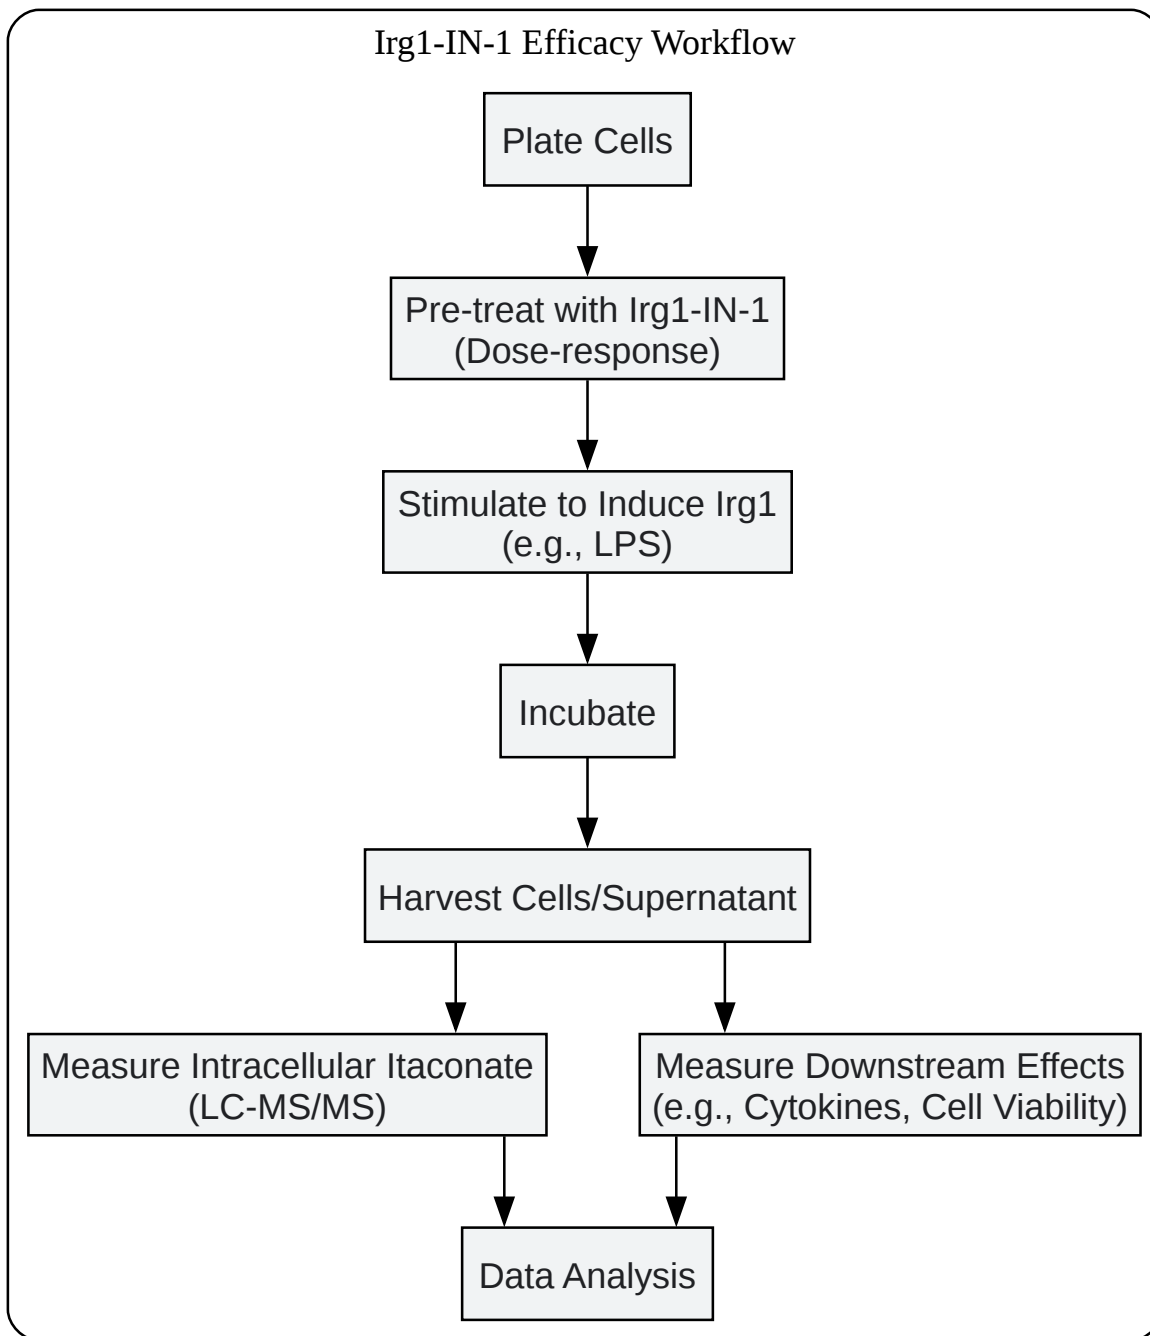 Irg1-IN-1 Efficacy Workflow
Plate Cells
Pre-treat with Irg1-IN-1
(Dose-response)
Stimulate to Induce Irg1
(e.g., LPS)
Incubate
Harvest Cells/Supernatant
Measure Intracellular Itaconate
(LC-MS/MS)
Measure Downstream Effects
(e.g., Cytokines, Cell Viability)
Data Analysis